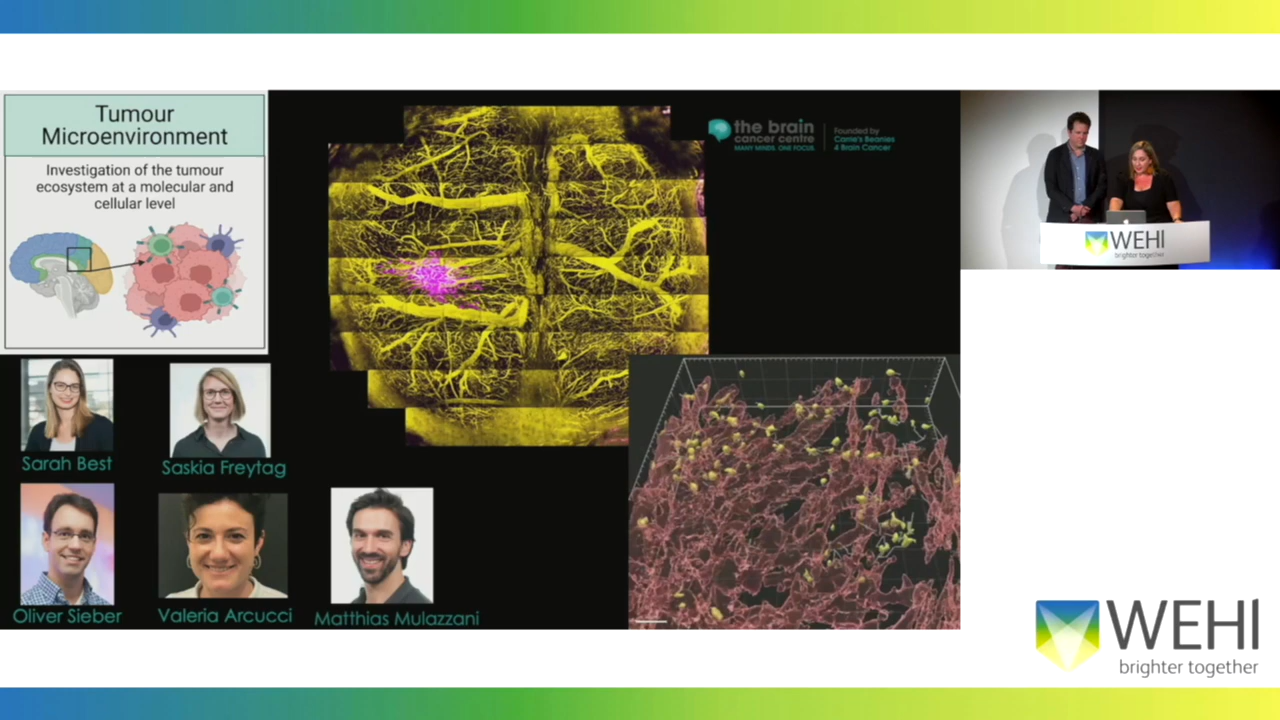 Tumour
Microenvironment
Investigation of the tumour
ecosystem at a molecular and
cellular level
the brain
cancer centre
MANY MINDS. ONE FOCUS.
Founded by
Carrie's Beanies
4 Brain Cancer
WEHI
brighter together
Sarah Best
Saskia Freytag
Oliver Sieber
Valeria Arcucci
Matthias Mulazzani
WEHI
brighter together